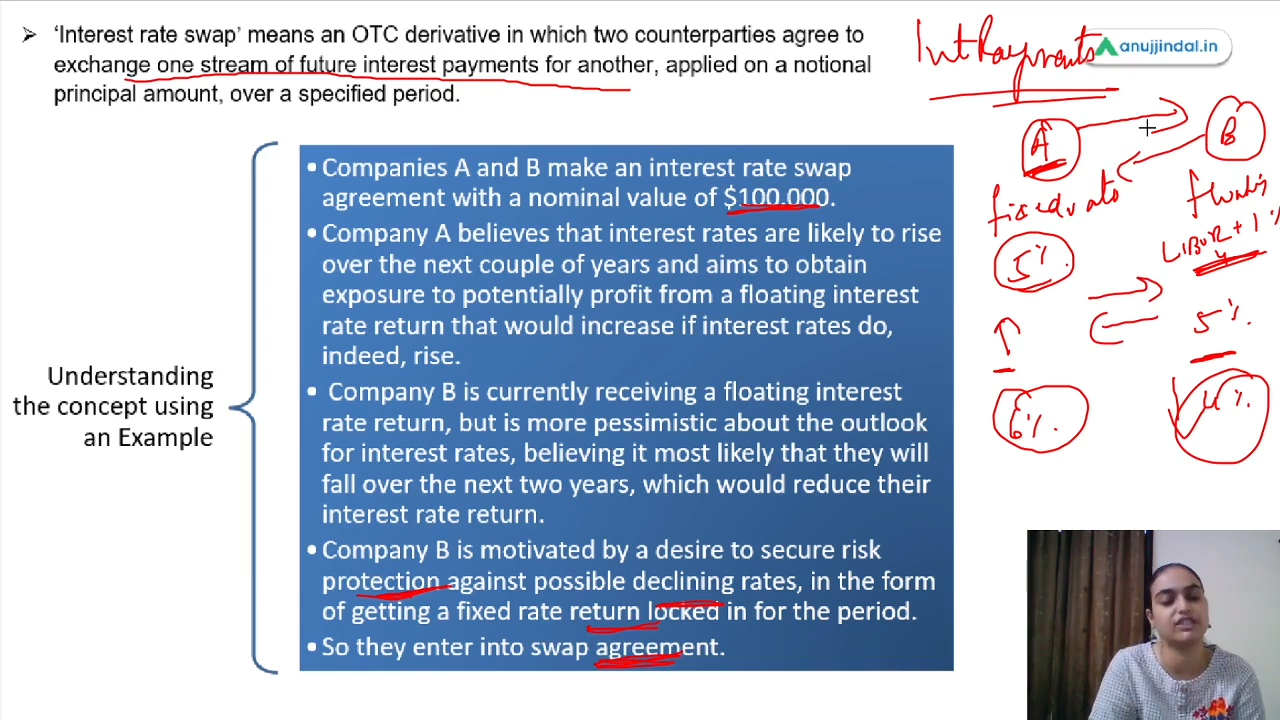 ‘Interest rate swap’ means an OTC derivative in which two counterparties agree to
exchange one stream of future interest payments for another, applied on a notional
principal amount, over a specified period.
Int Payments
anujjindal.in
A
B
fixed rate
floating
LIBOR + 1 %
4
5 %.
5 %.
6 %.
4 %.
Understanding
the concept using
an Example
• Companies A and B make an interest rate swap
agreement with a nominal value of $100.000.
• Company A believes that interest rates are likely to rise
over the next couple of years and aims to obtain
exposure to potentially profit from a floating interest
rate return that would increase if interest rates do,
indeed, rise.
• Company B is currently receiving a floating interest
rate return, but is more pessimistic about the outlook
for interest rates, believing it most likely that they will
fall over the next two years, which would reduce their
interest rate return.
• Company B is motivated by a desire to secure risk
protection against possible declining rates, in the form
of getting a fixed rate return locked in for the period.
• So they enter into swap agreement.